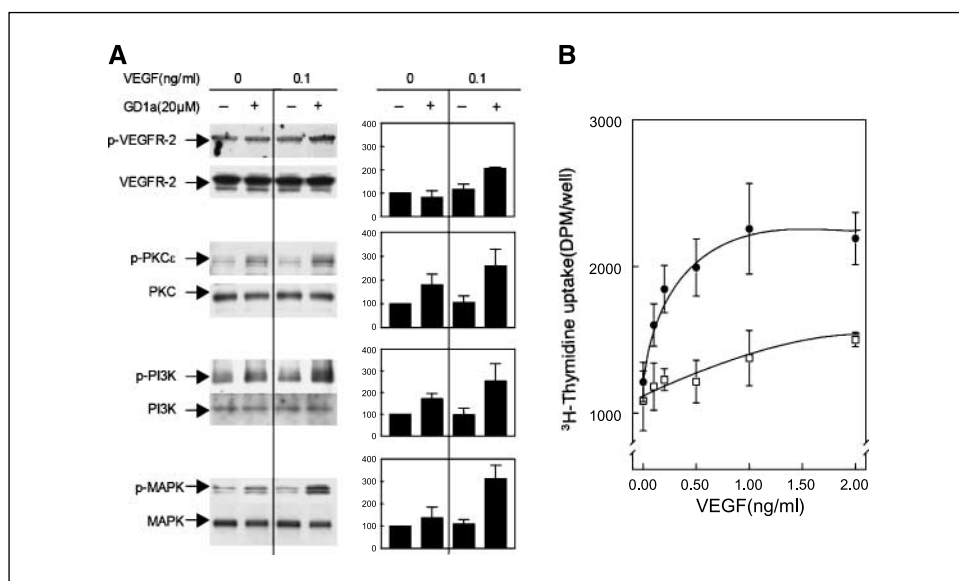 A
VEGF(ng/ml) 0 0.1
GD1a(20μM) – + – +
p-VEGFR-2
VEGFR-2
p-PKCε
PKC
p-PI3K
PI3K
p-MAPK
MAPK
0 0.1
– + – +
400
300
200
100
0
400
300
200
100
0
400
300
200
100
0
400
300
200
100
0
B
3000
2000
1000
³H-Thymidine uptake(DPM/well)
0.00 0.50 1.00 1.50 2.00
VEGF(ng/ml)